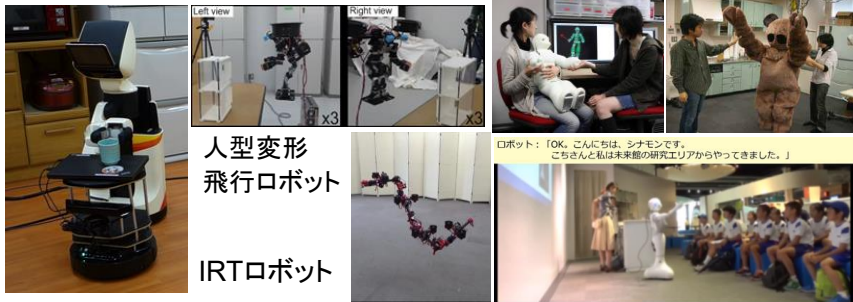 Left view
Right view
x3
x3
人型変形
飛行ロボット
IRTロボット
ロボット：「OK。こんにちは、シナモンです。
こちさんと私は未来館の研究エリアからやってきました。」